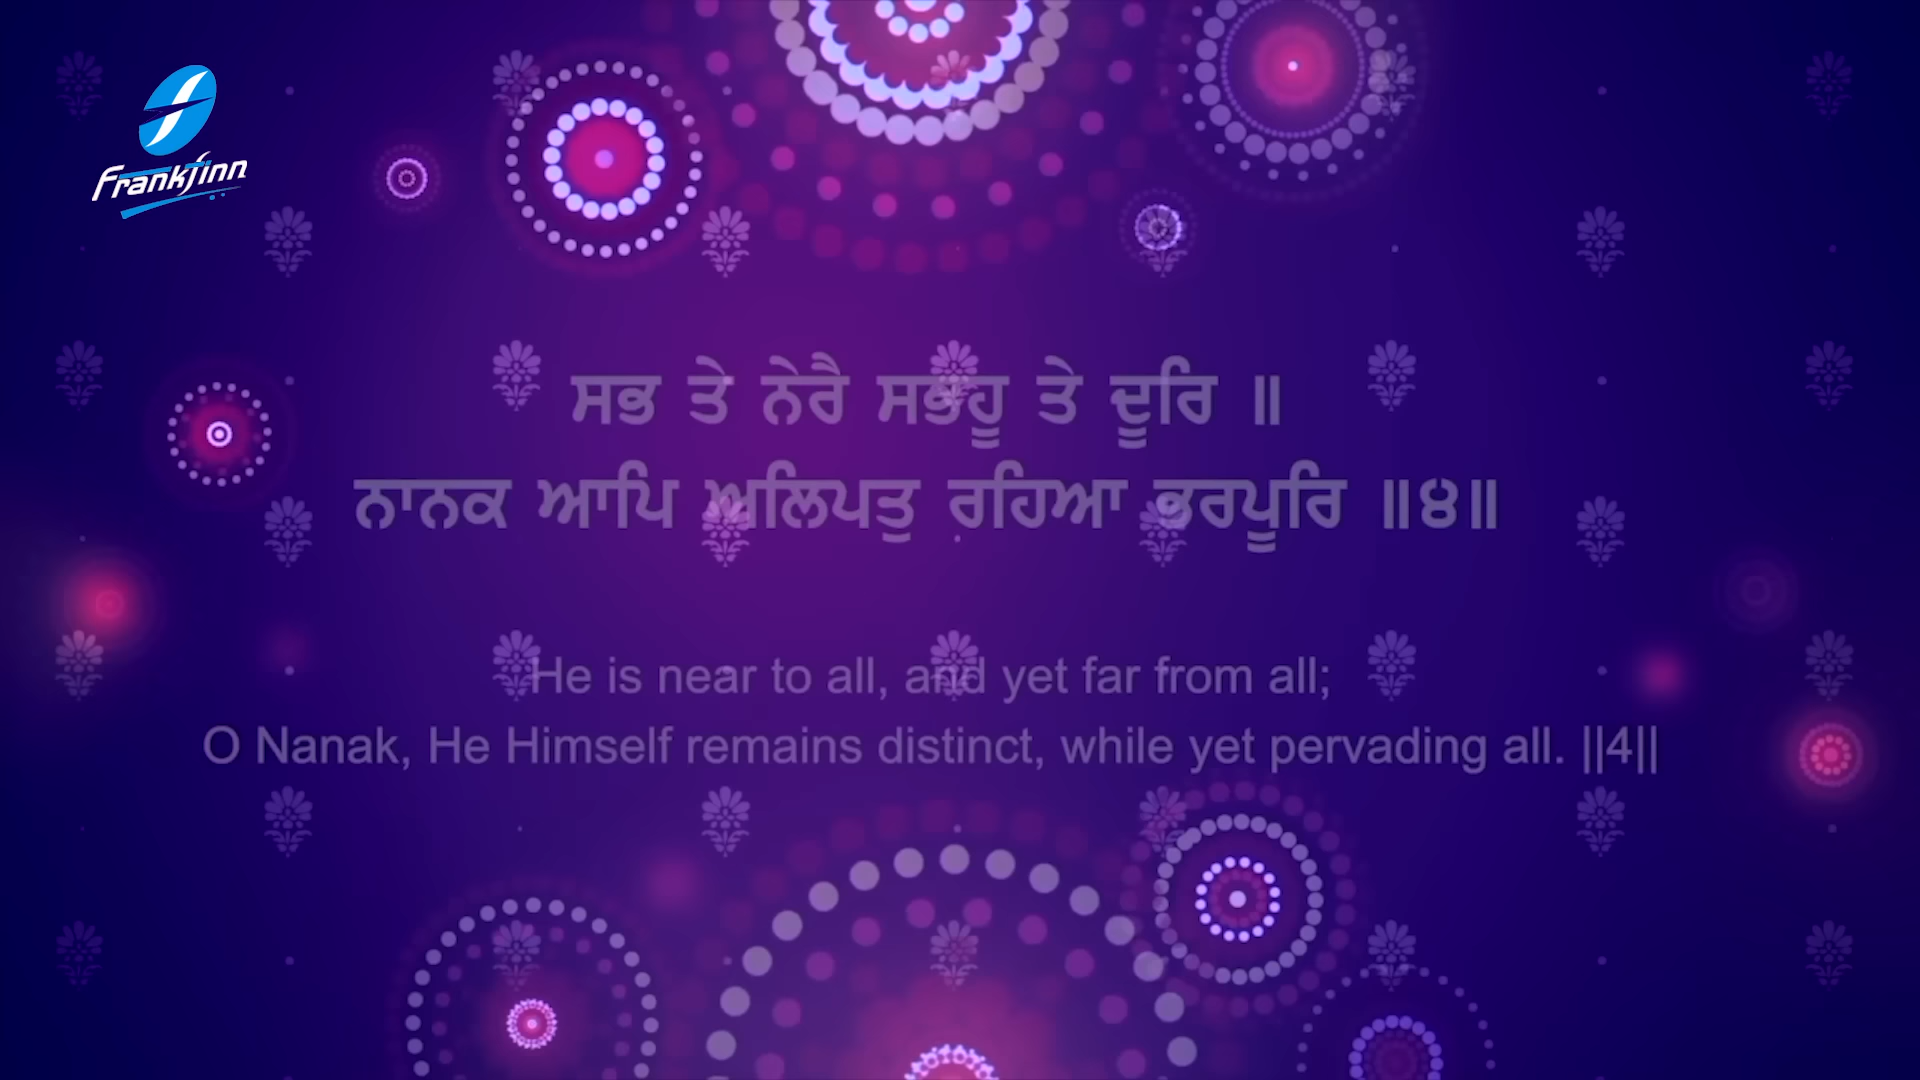 Frankfinn
ਸਭ ਤੇ ਨੇਰੈ ਸਭਹੂ ਤੇ ਦੂਰਿ ॥
ਨਾਨਕ ਆਪਿ ਅਲਿਪਤੁ ਰਹਿਆ ਭਰਪੂਰਿ ॥੪॥
He is near to all, and yet far from all;
O Nanak, He Himself remains distinct, while yet pervading all. ||4||